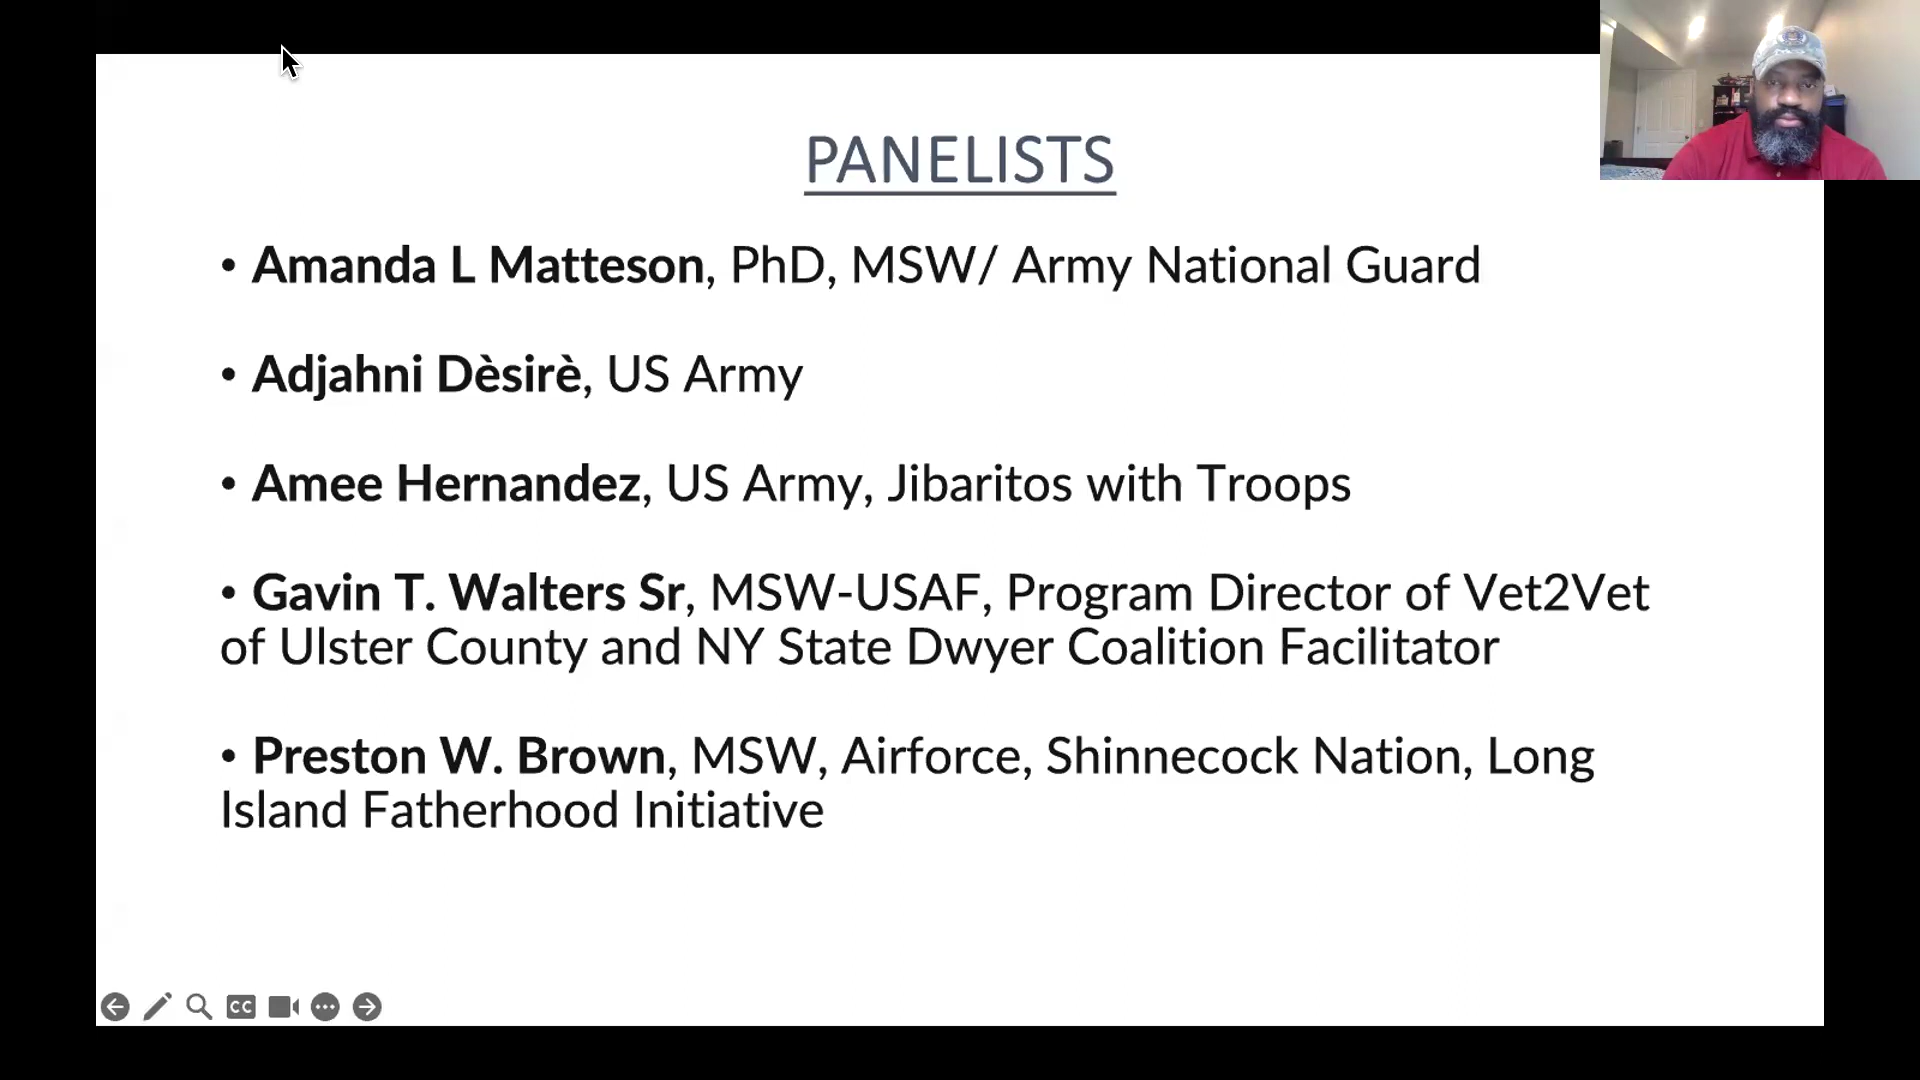 PANELISTS
• Amanda L Matteson, PhD, MSW/ Army National Guard
• Adjahni Dèsirè, US Army
• Amee Hernandez, US Army, Jibaritos with Troops
• Gavin T. Walters Sr, MSW-USAF, Program Director of Vet2Vet
of Ulster County and NY State Dwyer Coalition Facilitator
• Preston W. Brown, MSW, Airforce, Shinnecock Nation, Long
Island Fatherhood Initiative
CC